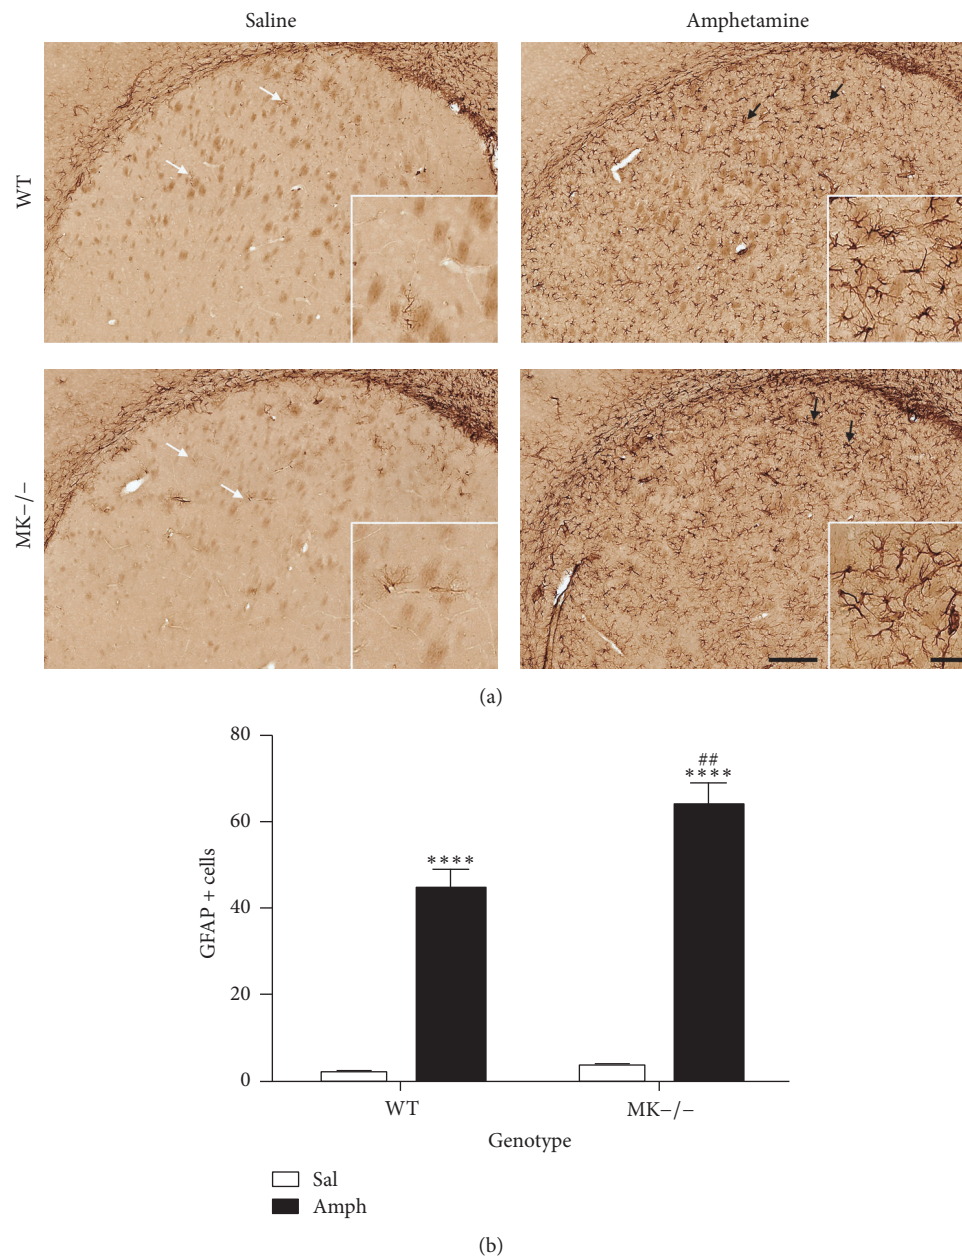 Saline
Amphetamine
WT
MK−/−
(a)
80
60
40
20
0
GFAP + cells
****
##
****
WT
MK−/−
Genotype
Sal
Amph
(b)